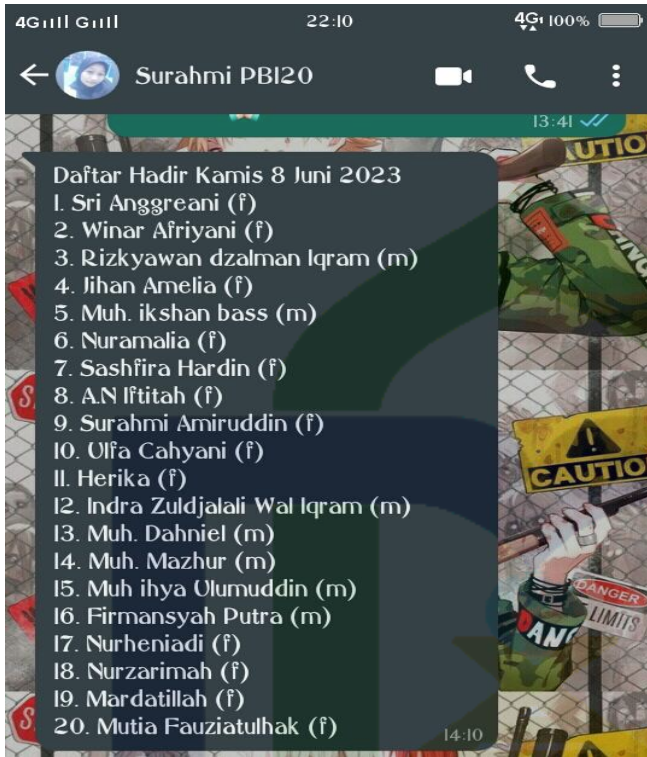 4G G
22:10
4G 100%
Surahmi PBI20
13:41
Daftar Hadir Kamis 8 Juni 2023
1. Sri Anggreani (f)
2. Winar Afriyani (f)
3. Rizkyawan dzalman Iqram (m)
4. Jihan Amelia (f)
5. Muh. ikshan bass (m)
6. Nuramalia (f)
7. Sashfira Hardin (f)
8. A.N Iftitah (f)
9. Surahmi Amiruddin (f)
10. Ulfa Cahyani (f)
11. Herika (f)
12. Indra Zuldjalali Wal Iqram (m)
13. Muh. Dahniel (m)
14. Muh. Mazhur (m)
15. Muh ihya Ulumuddin (m)
16. Firmansyah Putra (m)
17. Nurheniadi (f)
18. Nurzarimah (f)
19. Mardatillah (f)
20. Mutia Fauziatulhak (f)
14:10
UTIO
CAUTIO
DANGER
LIMITS
DAN